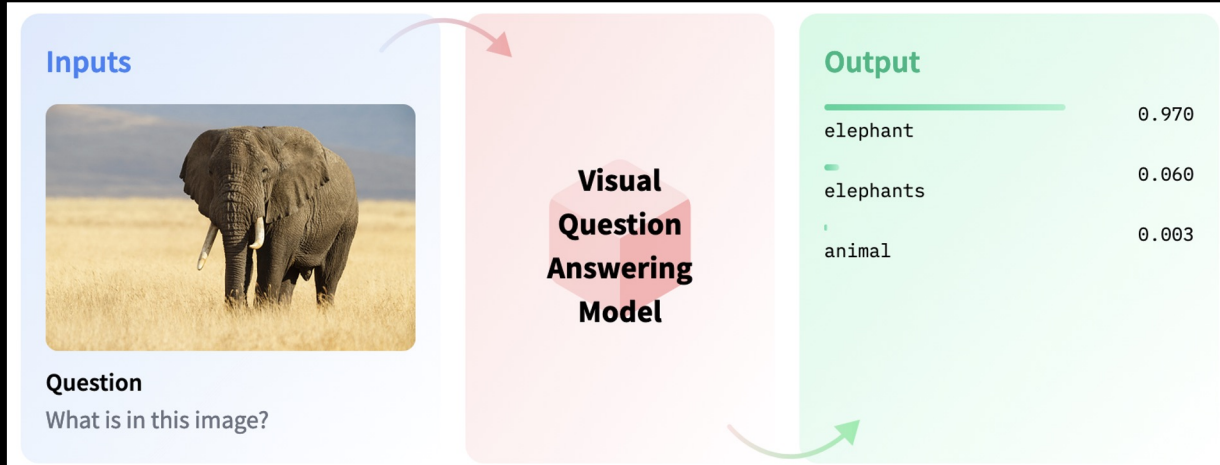 Inputs
Question
What is in this image?
Visual
Question
Answering
Model
Output
0.970
elephant
0.060
elephants
0.003
animal